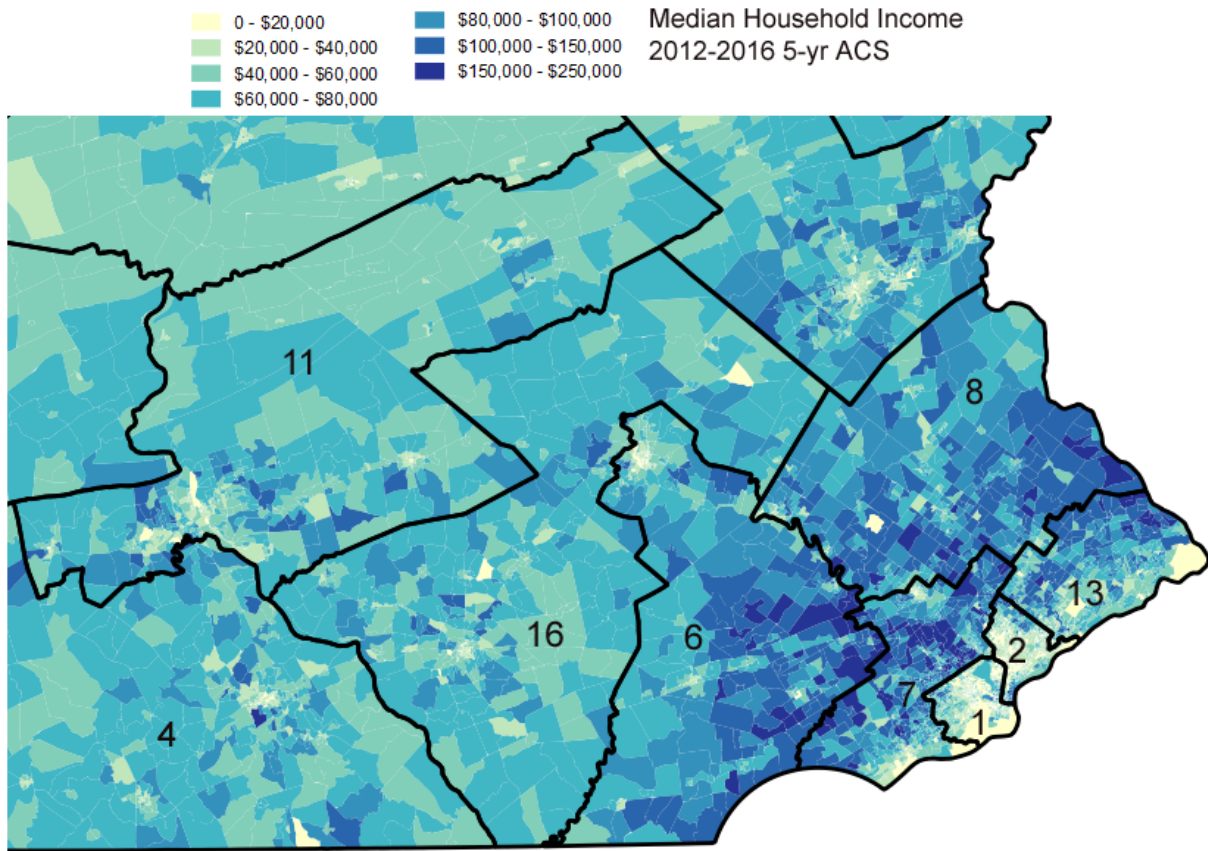 0 - $20,000
$20,000 - $40,000
$40,000 - $60,000
$60,000 - $80,000
$80,000 - $100,000
$100,000 - $150,000
$150,000 - $250,000
Median Household Income
2012-2016 5-yr ACS
11
8
13
16
6
2
7
1
4